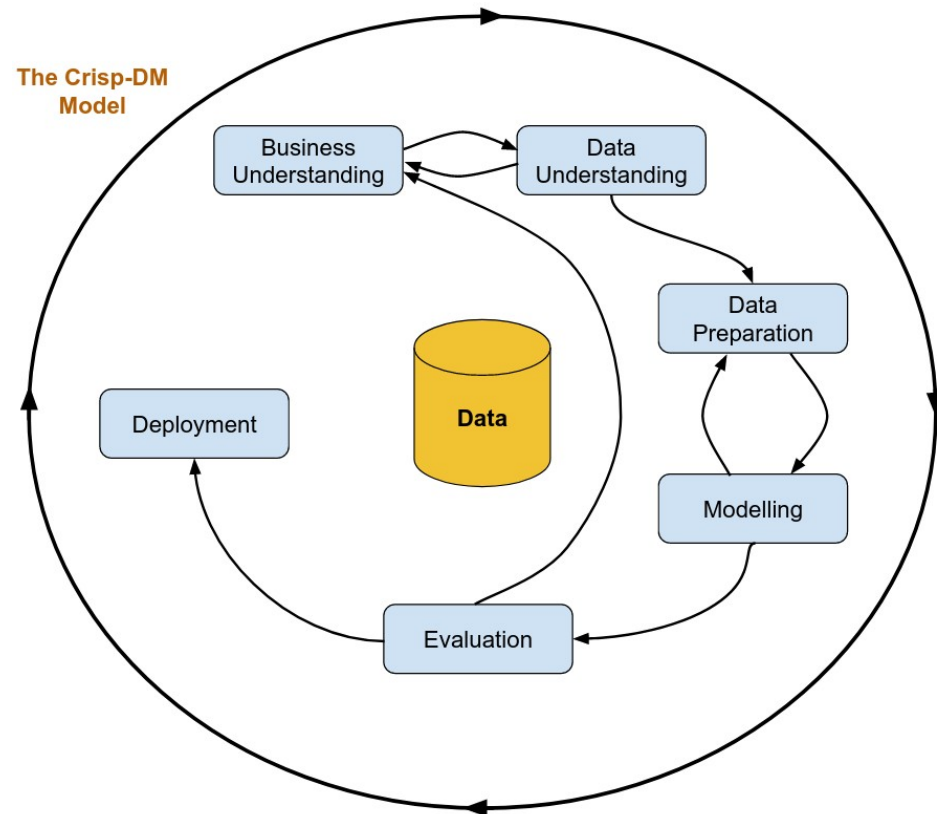 The Crisp-DM
Model
Business
Understanding
Data
Understanding
Data
Preparation
Data
Deployment
Modelling
Evaluation